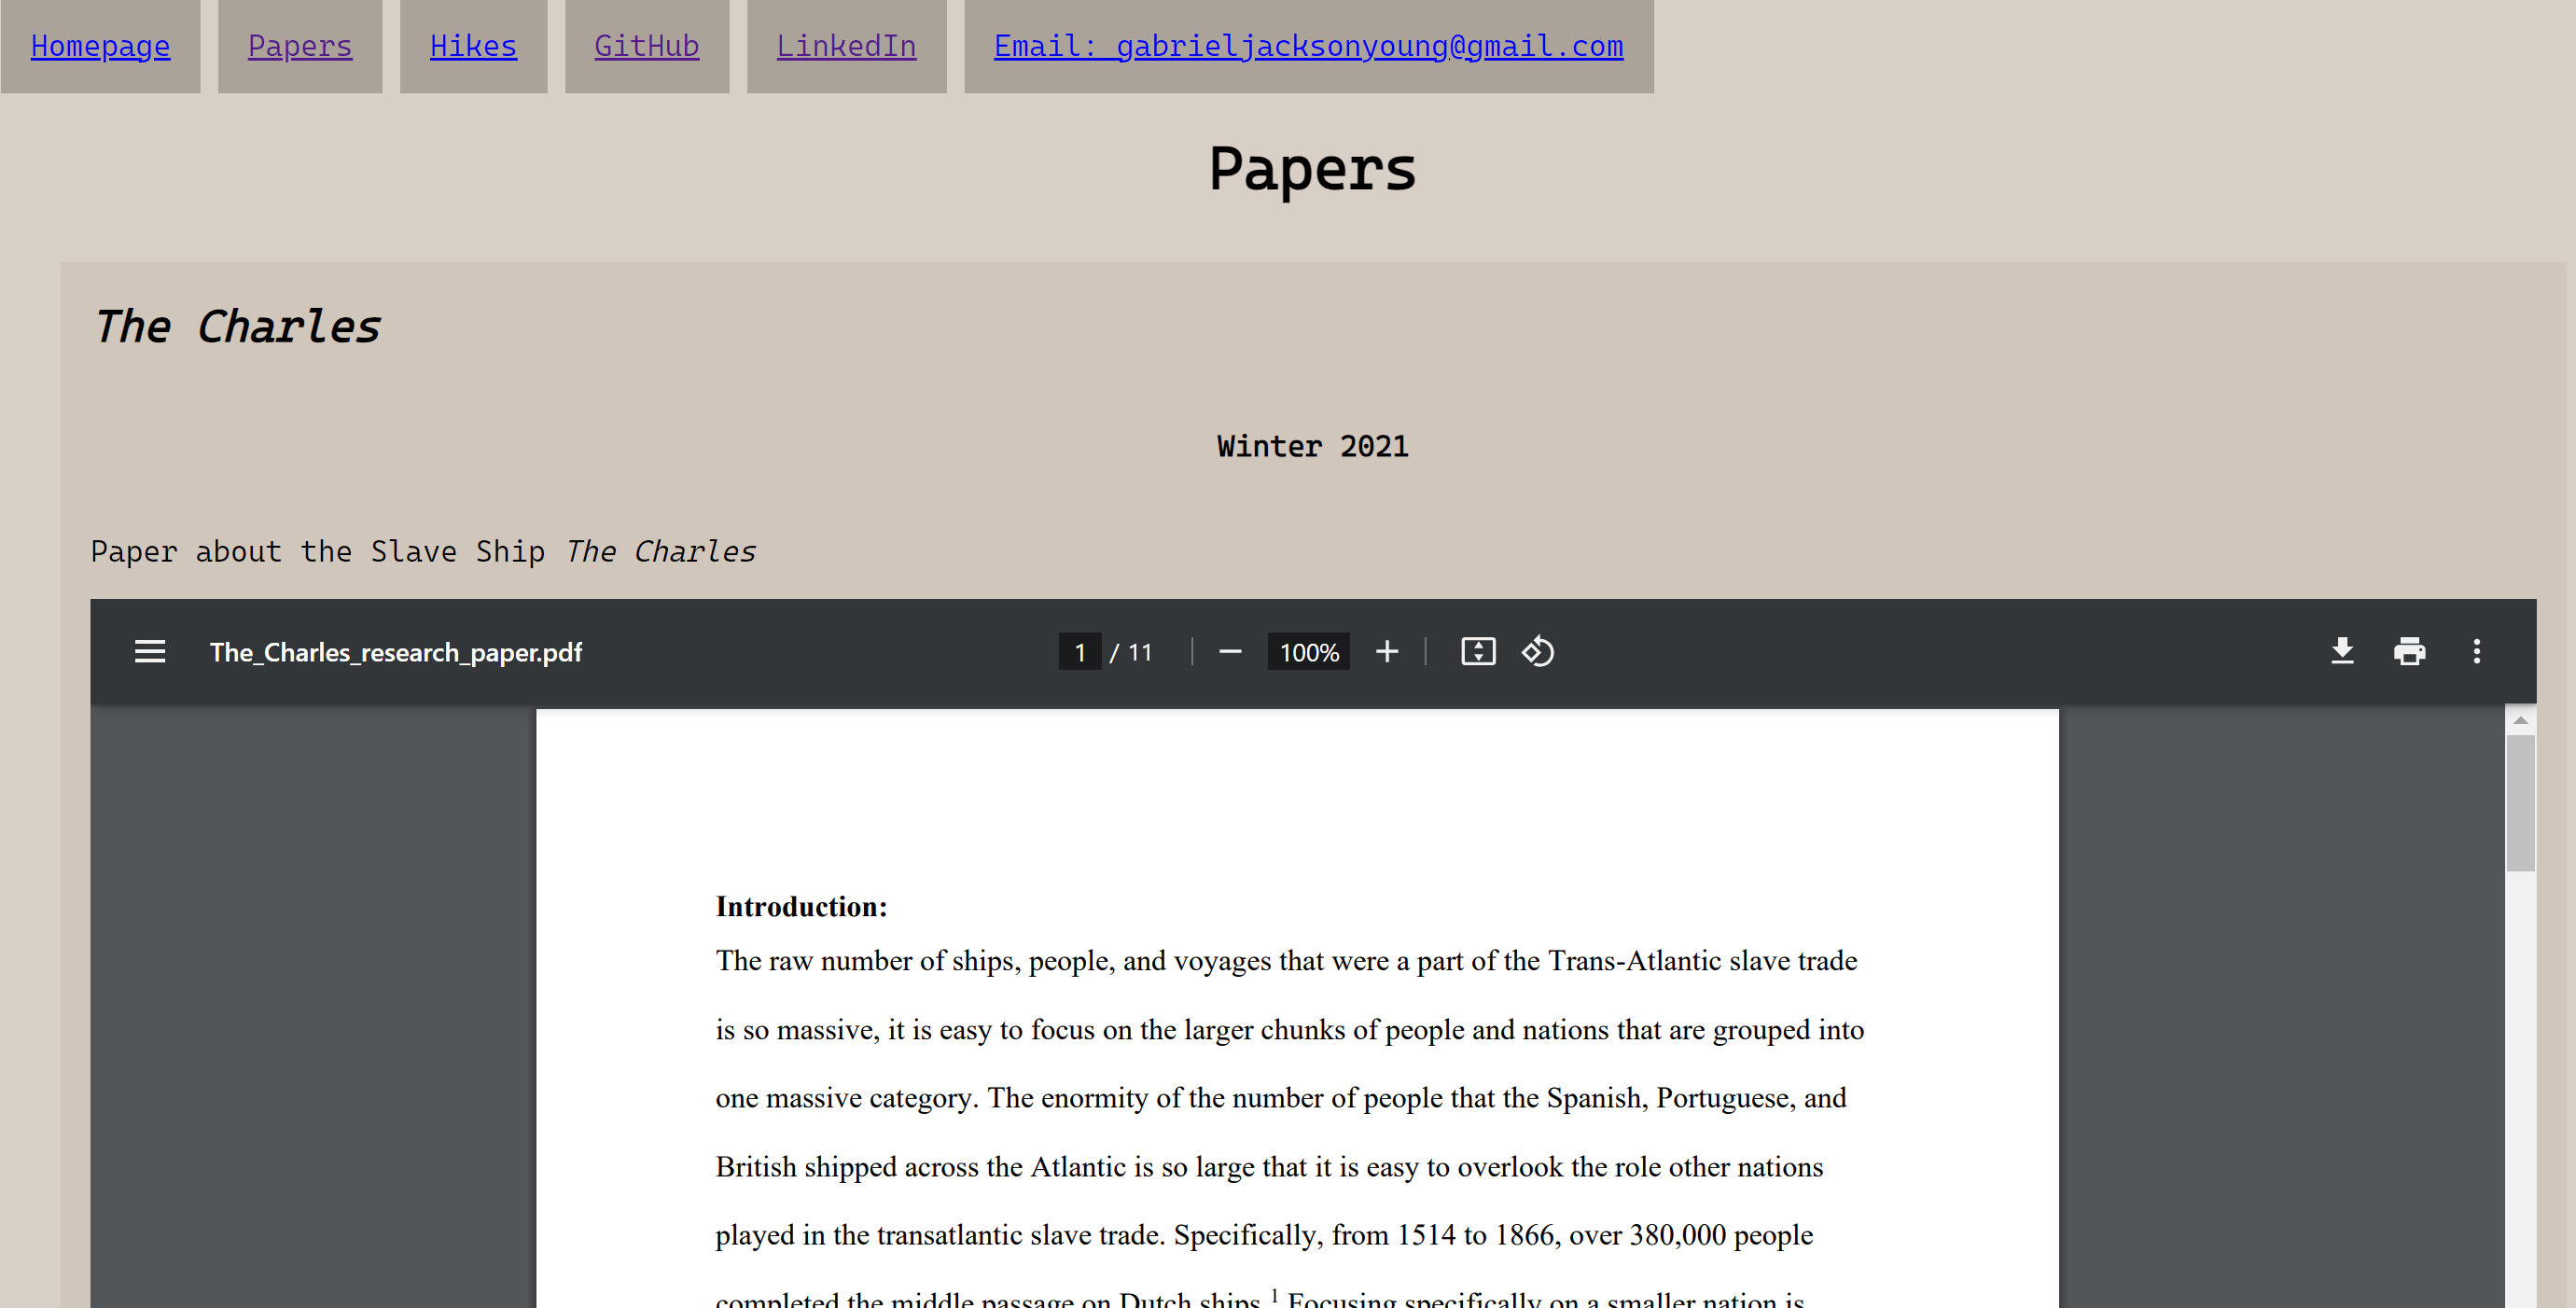 Homepage Papers Hikes GitHub LinkedIn Email: gabrieljacksonyoung@gmail.com
Papers
The Charles
Winter 2021
Paper about the Slave Ship The Charles
The_Charles_research_paper.pdf 1 / 11 100%
Introduction:
The raw number of ships, people, and voyages that were a part of the Trans-Atlantic slave trade
is so massive, it is easy to focus on the larger chunks of people and nations that are grouped into
one massive category. The enormity of the number of people that the Spanish, Portuguese, and
British shipped across the Atlantic is so large that it is easy to overlook the role other nations
played in the transatlantic slave trade. Specifically, from 1514 to 1866, over 380,000 people
completed the middle passage on Dutch ships.1 Focusing specifically on a smaller nation is